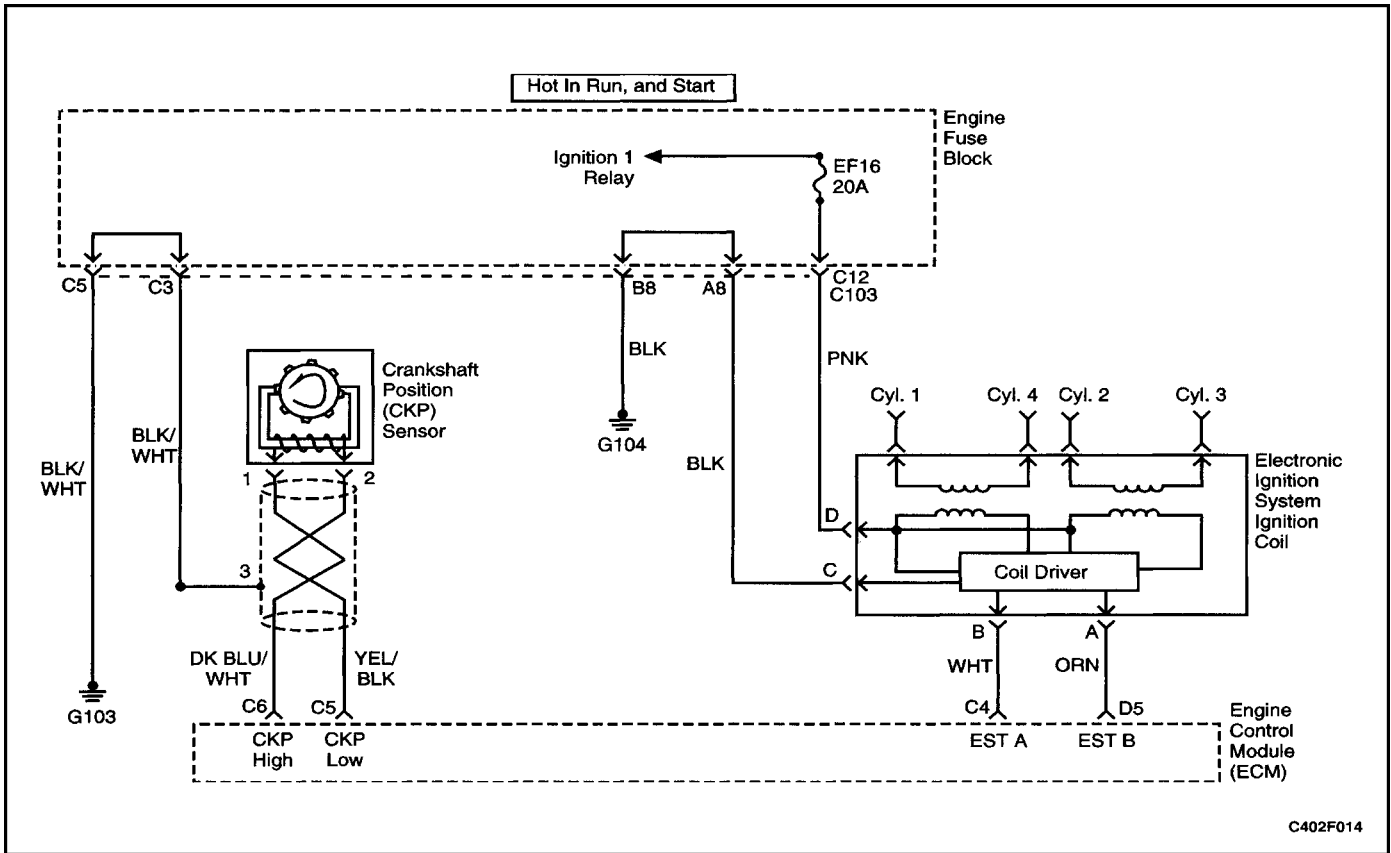 Hot In Run, and Start
Engine
Fuse
Block
Ignition 1
Relay
EF16
20A
C5
C3
B8
A8
C12
C103
BLK
PNK
Crankshaft
Position
(CKP)
Sensor
Cyl. 1
Cyl. 4
Cyl. 2
Cyl. 3
BLK/
WHT
G104
BLK/
WHT
BLK
1
2
Electronic
Ignition
System
Ignition
Coil
D
3
C
Coil Driver
B
A
DK BLU/
WHT
YEL/
BLK
WHT
ORN
G103
C6
C5
C4
D5
CKP
High
CKP
Low
EST A
EST B
Engine
Control
Module
(ECM)
C402F014